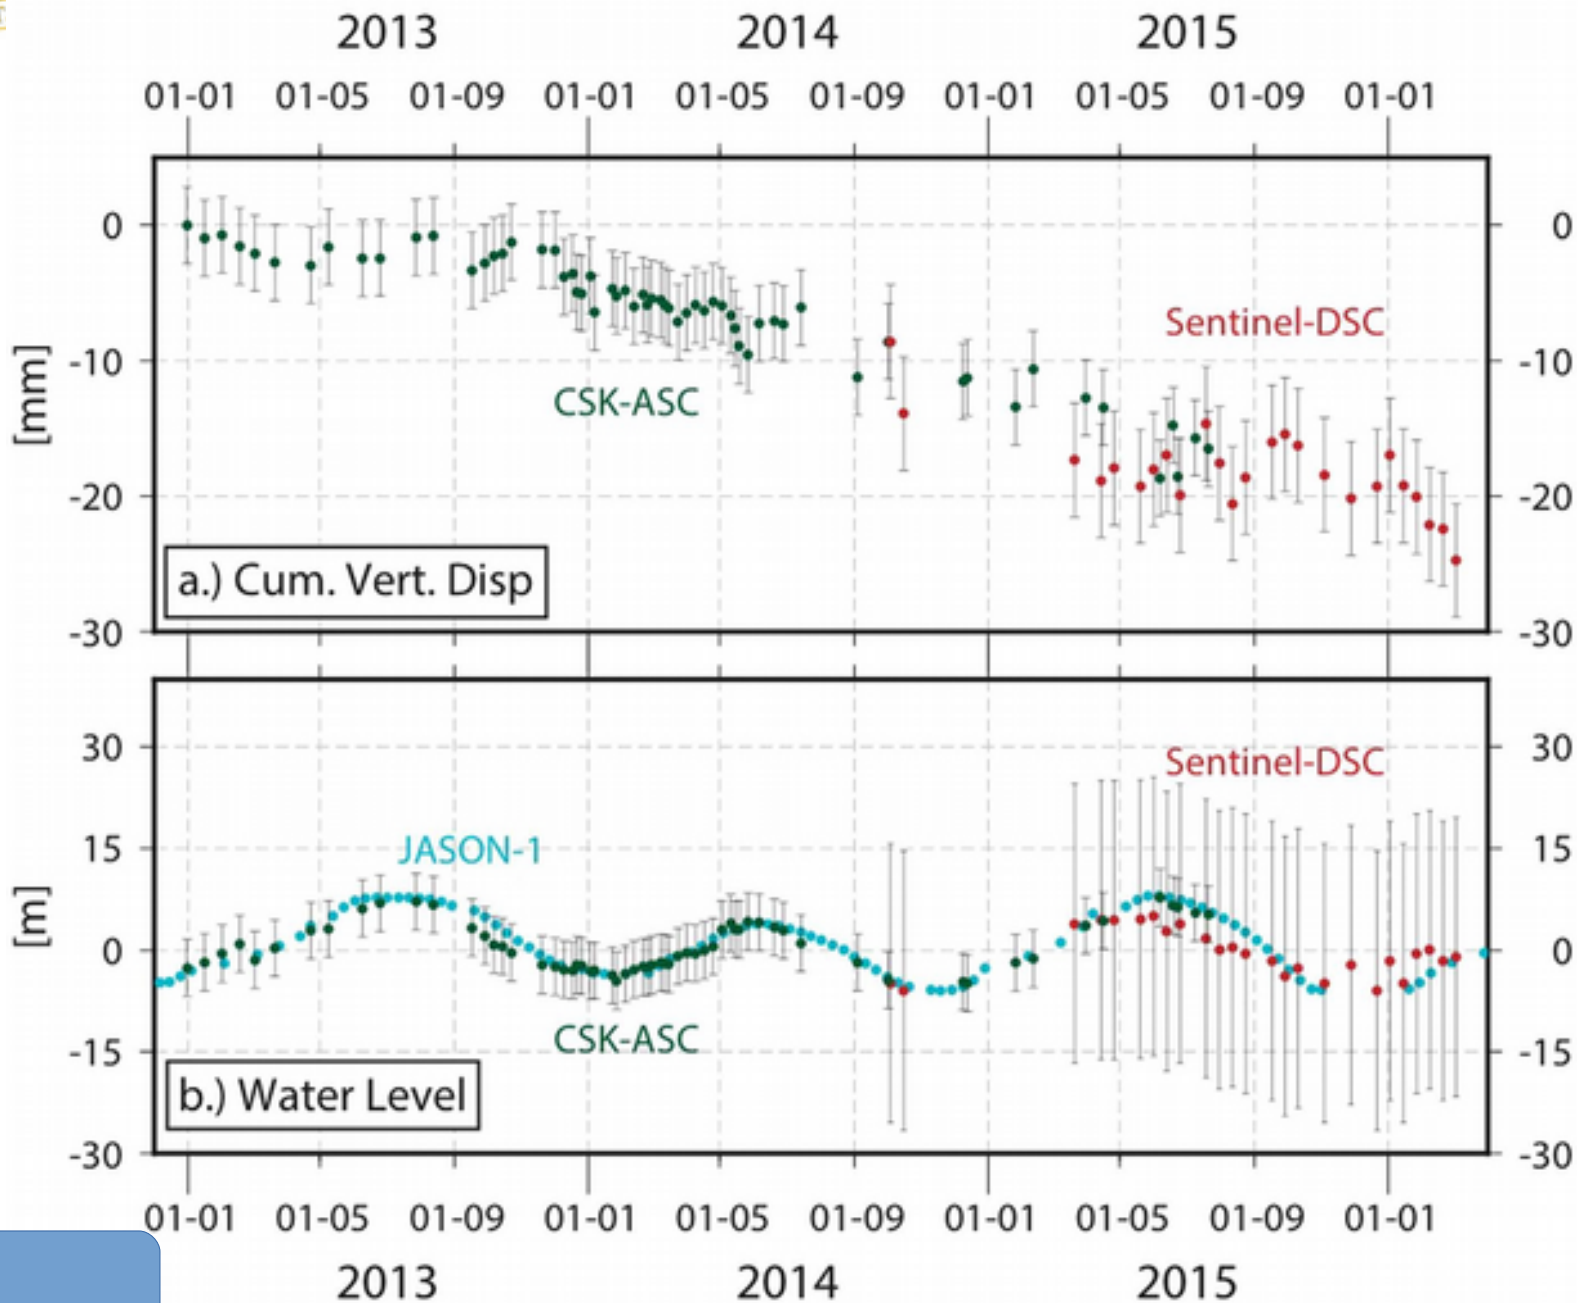 2013 2014 2015
01-01 01-05 01-09 01-01 01-05 01-09 01-01 01-05 01-09 01-01
0 0
Sentinel-DSC
-10 -10
[mm]
CSK-ASC
-20 -20
a.) Cum. Vert. Disp
-30 -30
30 30
Sentinel-DSC
JASON-1
15 15
[m]
0 0
CSK-ASC
-15 -15
b.) Water Level
-30 -30
01-01 01-05 01-09 01-01 01-05 01-09 01-01 01-05 01-09 01-01
2013 2014 2015